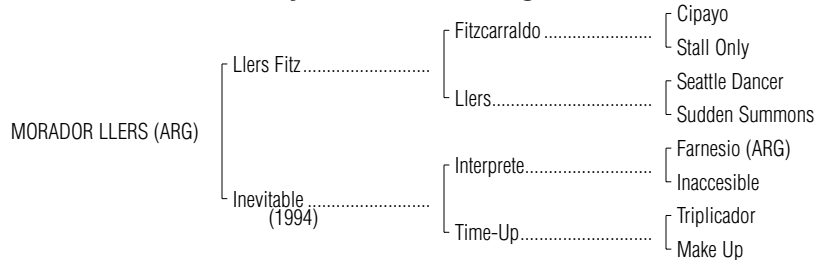 Cipayo
Fitzcarraldo ........................
Stall Only
Llers Fitz............................
Seattle Dancer
Llers....................................
Sudden Summons
MORADOR LLERS (ARG)
Farnesio (ARG)
Interprete............................
Inaccesible
Inevitable ...........................
(1994)
Triplicador
Time-Up.............................
Make Up